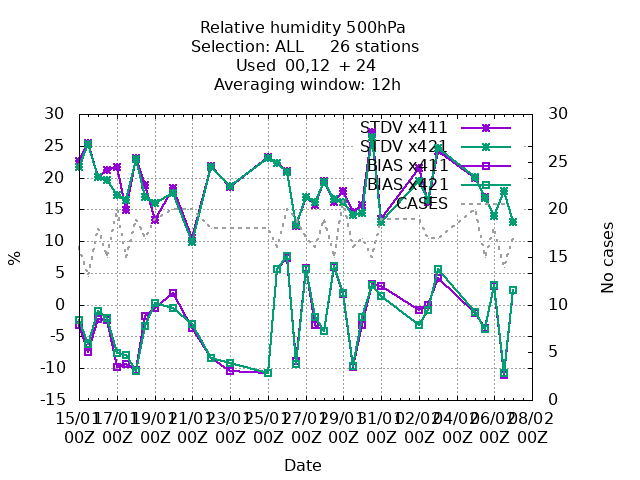 Relative humidity 500hPa
Selection: ALL 26 stations
Used 00,12 + 24
Averaging window: 12h
30 30
STDV x411
STDV x421
BIAS x411
BIAS x421
CASES
25 25
20 20
15 15
10 10
5 5
0 0
-5
-10
-15
%
No cases
15/01 17/01 19/01 21/01 23/01 25/01 27/01 29/01 31/01 02/02 04/02 06/02 08/02
00Z 00Z 00Z 00Z 00Z 00Z 00Z 00Z 00Z 00Z 00Z 00Z 00Z
Date